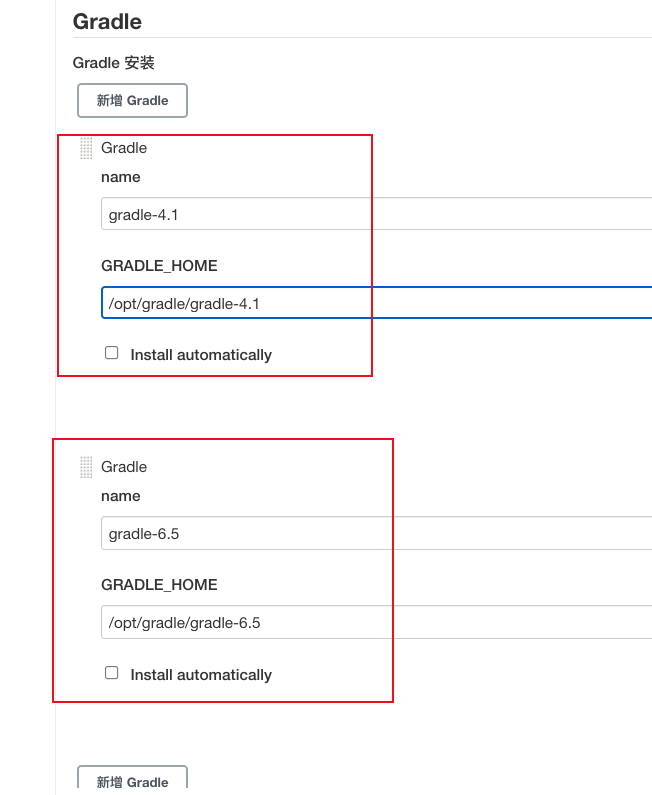 Gradle
Gradle 安装
新增 Gradle
Gradle
name
gradle-4.1
GRADLE_HOME
/opt/gradle/gradle-4.1
Install automatically
Gradle
name
gradle-6.5
GRADLE_HOME
/opt/gradle/gradle-6.5
Install automatically
新增 Gradle